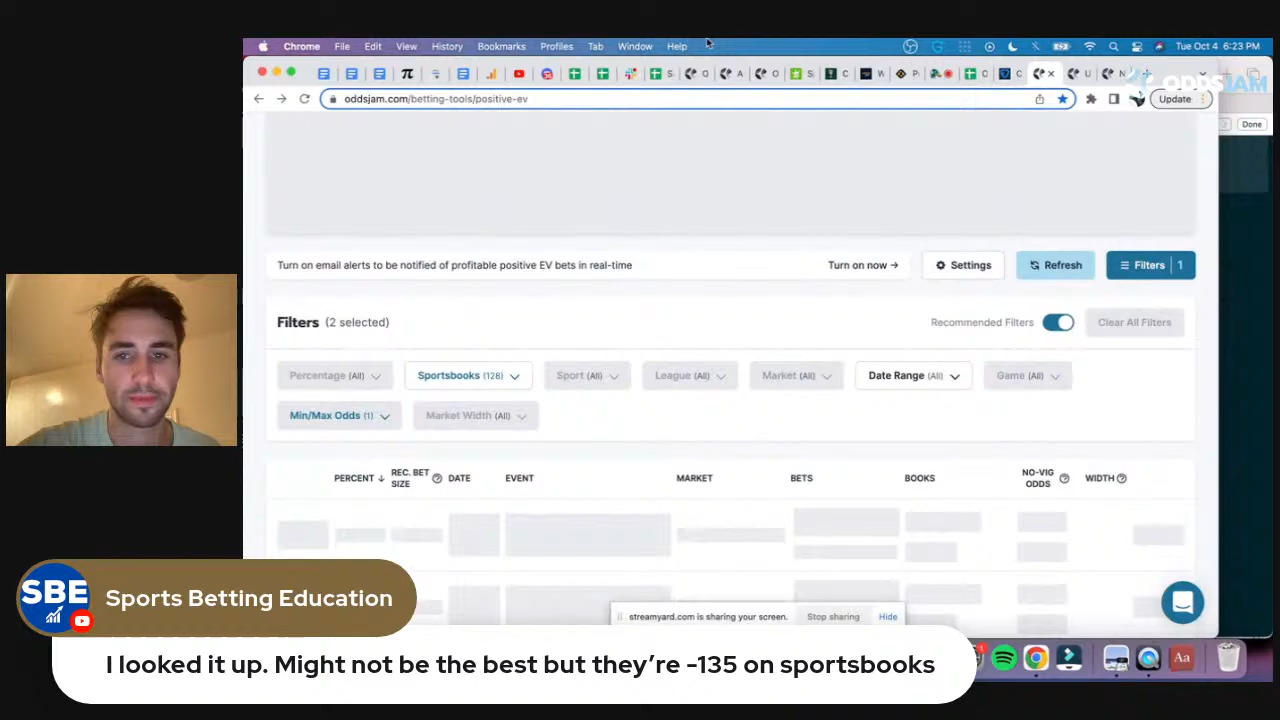 Chrome File Edit View History Bookmarks Profiles Tab Window Help Tue Oct 4 6:23 PM
oddsjam.com/betting-tools/positive-ev Update
ODDSJAM
Done
Turn on email alerts to be notified of profitable positive EV bets in real-time Turn on now → Settings Refresh Filters 1
Filters (2 selected) Recommended Filters Clear All Filters
Percentage (All) Sportsbooks (128) Sport (All) League (All) Market (All) Date Range (All) Game (All)
Min/Max Odds (1) Market Width (All)
PERCENT ↓ REC. BET SIZE DATE EVENT MARKET BETS BOOKS NO-VIG ODDS WIDTH
streamyard.com is sharing your screen. Stop sharing Hide
SBE
Sports Betting Education
I looked it up. Might not be the best but they’re -135 on sportsbooks
Aa